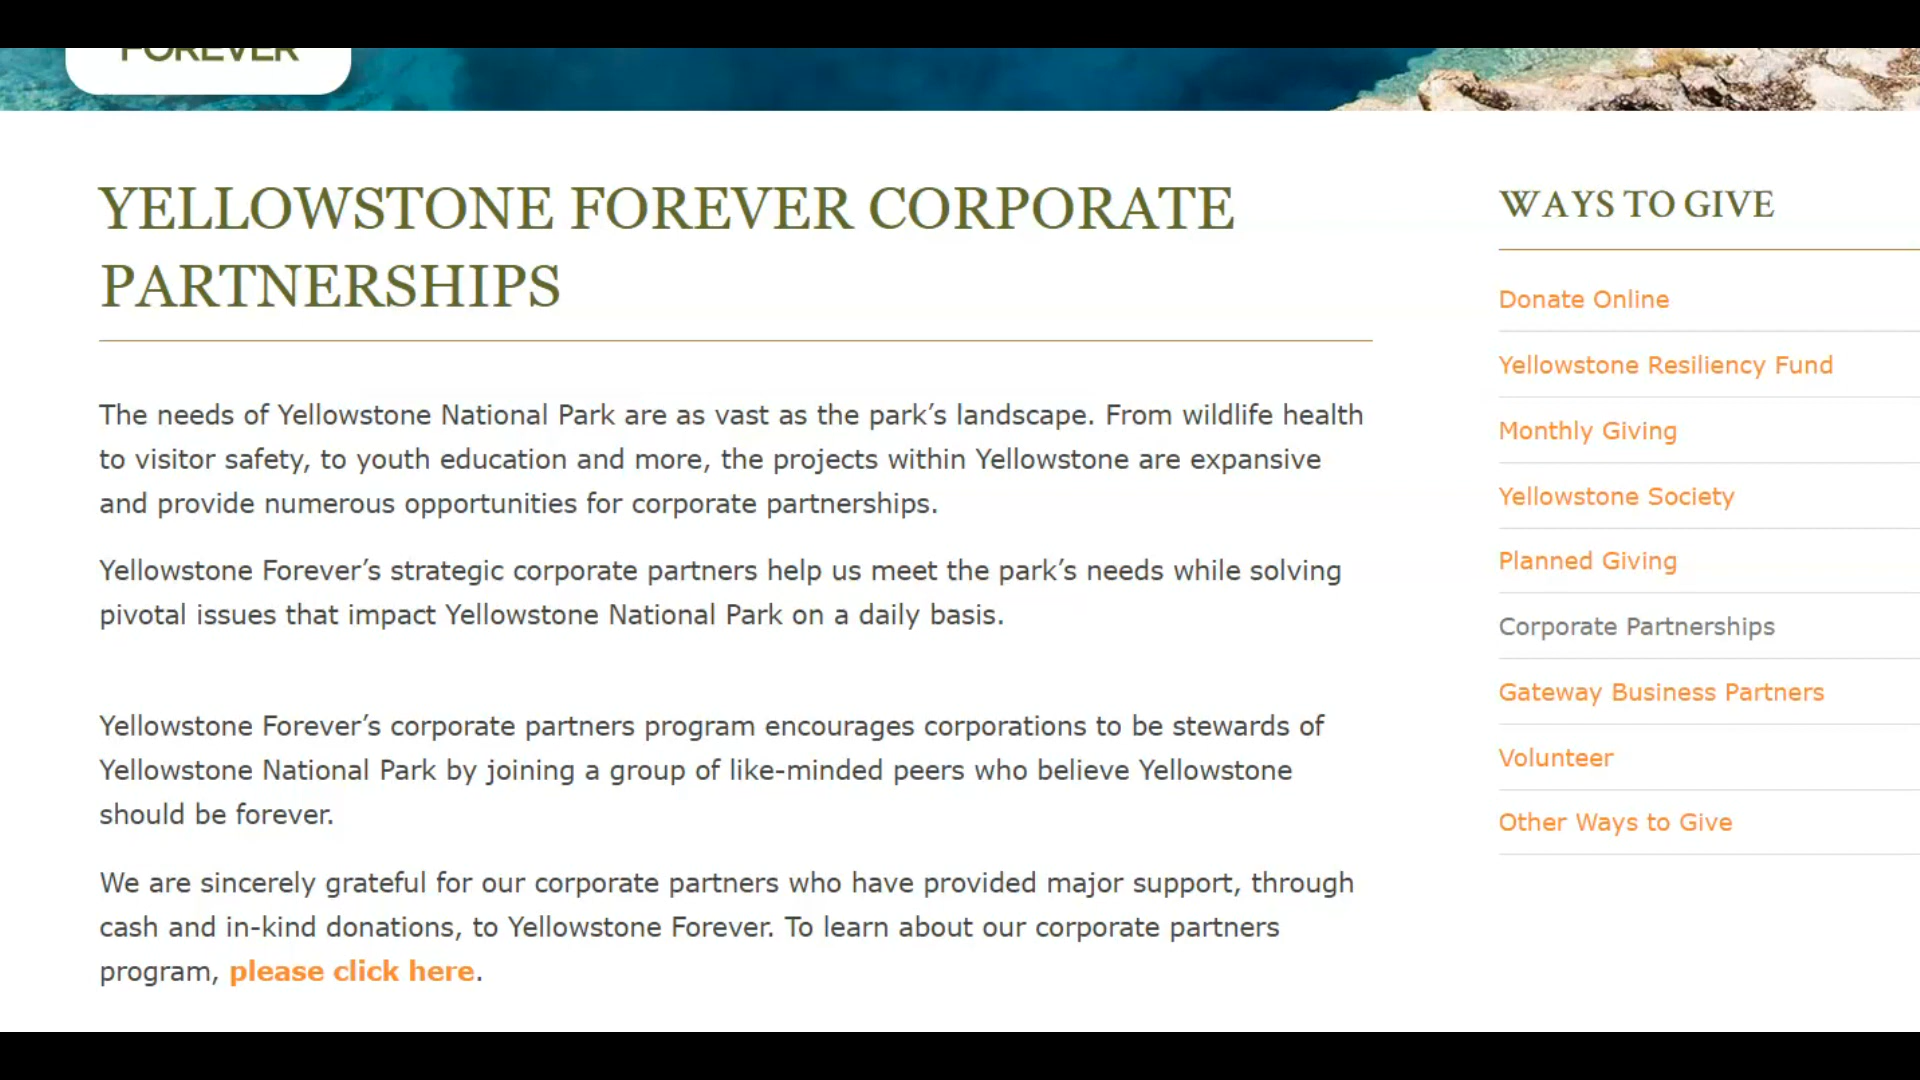 FOREVER
YELLOWSTONE FOREVER CORPORATE
PARTNERSHIPS
The needs of Yellowstone National Park are as vast as the park’s landscape. From wildlife health
to visitor safety, to youth education and more, the projects within Yellowstone are expansive
and provide numerous opportunities for corporate partnerships.
Yellowstone Forever’s strategic corporate partners help us meet the park’s needs while solving
pivotal issues that impact Yellowstone National Park on a daily basis.
Yellowstone Forever’s corporate partners program encourages corporations to be stewards of
Yellowstone National Park by joining a group of like-minded peers who believe Yellowstone
should be forever.
We are sincerely grateful for our corporate partners who have provided major support, through
cash and in-kind donations, to Yellowstone Forever. To learn about our corporate partners
program, please click here.
WAYS TO GIVE
Donate Online
Yellowstone Resiliency Fund
Monthly Giving
Yellowstone Society
Planned Giving
Corporate Partnerships
Gateway Business Partners
Volunteer
Other Ways to Give